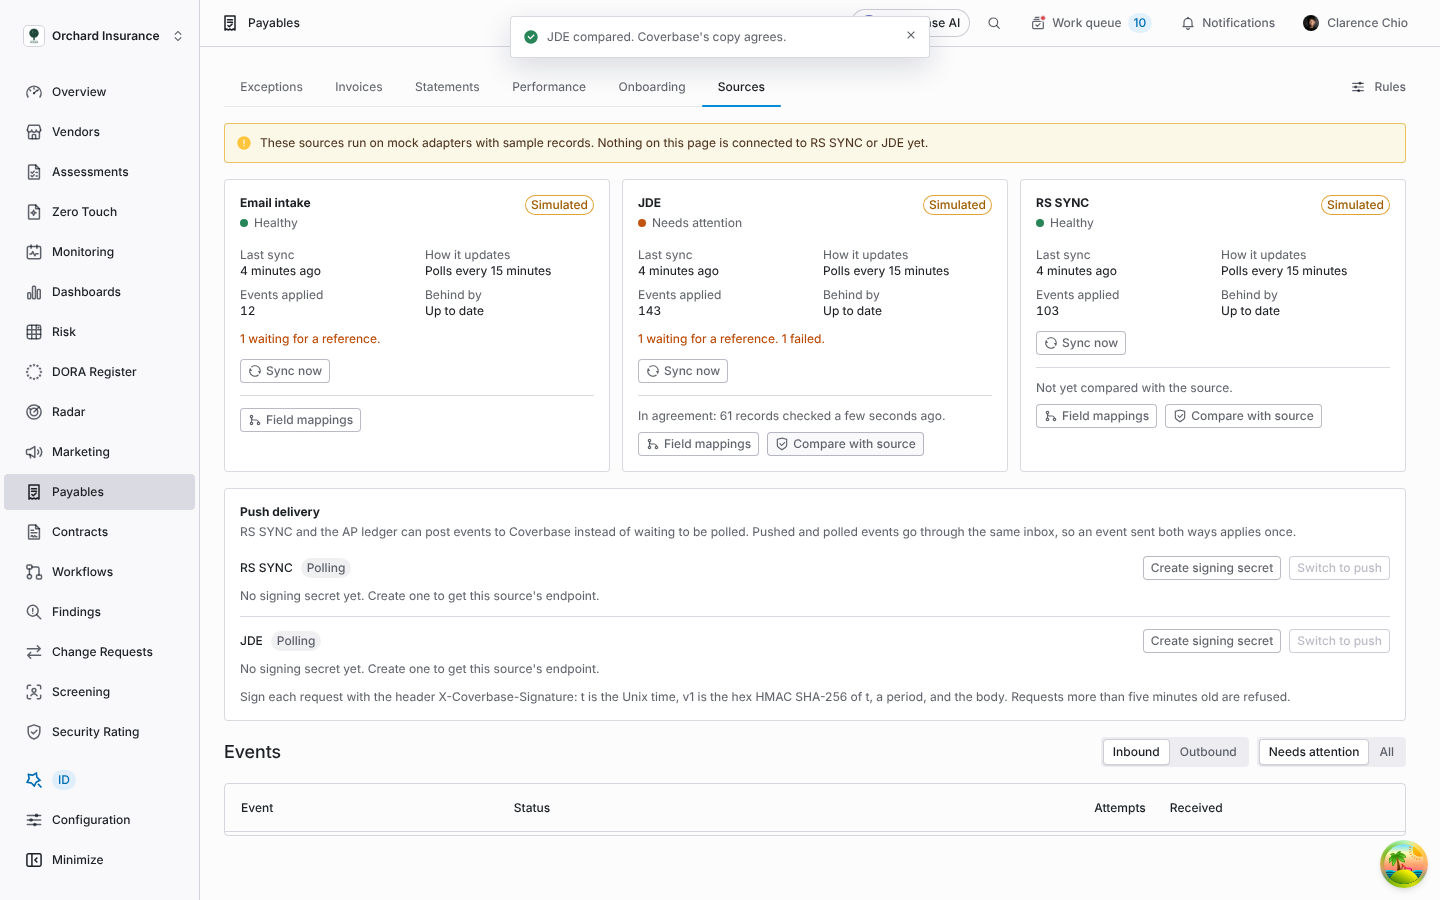 Orchard Insurance
Overview
Vendors
Assessments
Zero Touch
Monitoring
Dashboards
Risk
DORA Register
Radar
Marketing
Payables
Contracts
Workflows
Findings
Change Requests
Screening
Security Rating
ID
Configuration
Minimize
Payables
JDE compared. Coverbase's copy agrees.
AI
Work queue 10
Notifications
Clarence Chio
Exceptions
Invoices
Statements
Performance
Onboarding
Sources
Rules
These sources run on mock adapters with sample records. Nothing on this page is connected to RS SYNC or JDE yet.
Email intake
Simulated
Healthy
Last sync
How it updates
4 minutes ago
Polls every 15 minutes
Events applied
Behind by
12
Up to date
1 waiting for a reference.
Sync now
Field mappings
JDE
Simulated
Needs attention
Last sync
How it updates
4 minutes ago
Polls every 15 minutes
Events applied
Behind by
143
Up to date
1 waiting for a reference. 1 failed.
Sync now
In agreement: 61 records checked a few seconds ago.
Field mappings
Compare with source
RS SYNC
Simulated
Healthy
Last sync
How it updates
4 minutes ago
Polls every 15 minutes
Events applied
Behind by
103
Up to date
Sync now
Not yet compared with the source.
Field mappings
Compare with source
Push delivery
RS SYNC and the AP ledger can post events to Coverbase instead of waiting to be polled. Pushed and polled events go through the same inbox, so an event sent both ways applies once.
RS SYNC Polling
Create signing secret
Switch to push
No signing secret yet. Create one to get this source's endpoint.
JDE Polling
Create signing secret
Switch to push
No signing secret yet. Create one to get this source's endpoint.
Sign each request with the header X-Coverbase-Signature: t is the Unix time, v1 is the hex HMAC SHA-256 of t, a period, and the body. Requests more than five minutes old are refused.
Events
Inbound
Outbound
Needs attention
All
Event
Status
Attempts
Received